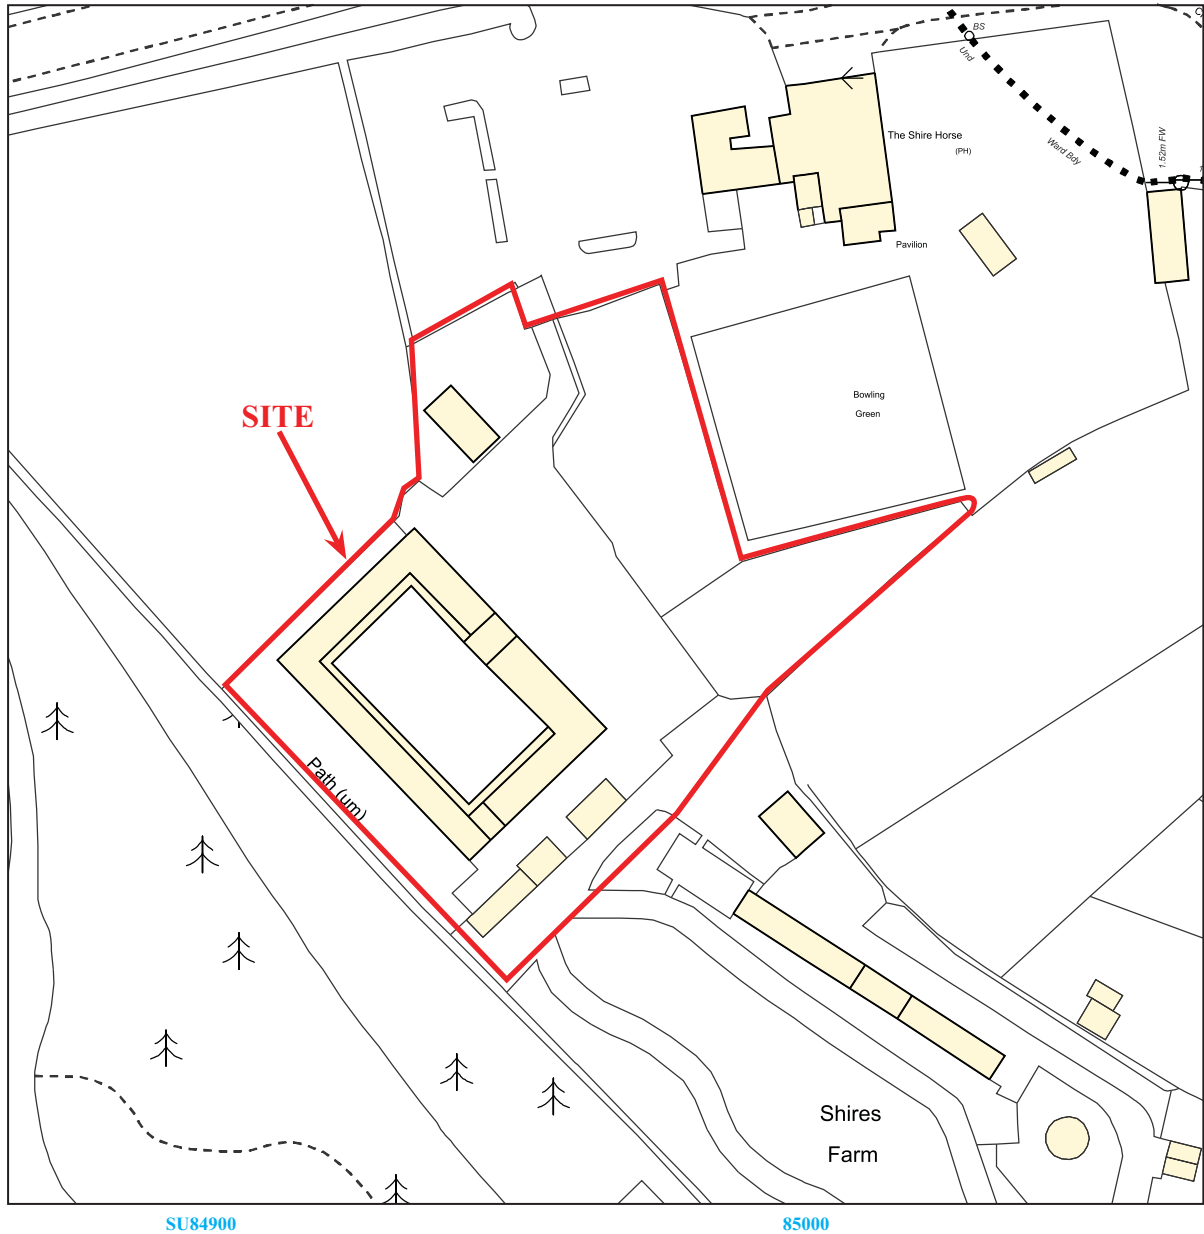 BS
Und
The Shire Horse
(PH)
Ward Bdy
1.52m FW
Pavilion
Bowling
Green
SITE
Path (um)
Shires
Farm
SU84900
85000